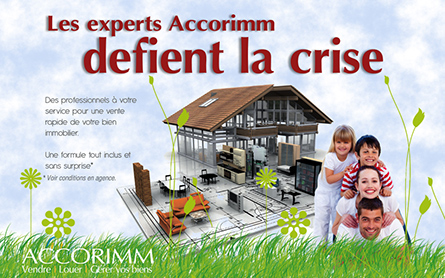 Les experts Accorimm
defient la crise
Des professionnels à votre
service pour une vente
rapide de votre bien
immobilier.
Une formule tout inclus et
sans surprise*
* Voir conditions en agence.
ACCORIMM
Vendre | Louer | Gérer vos biens